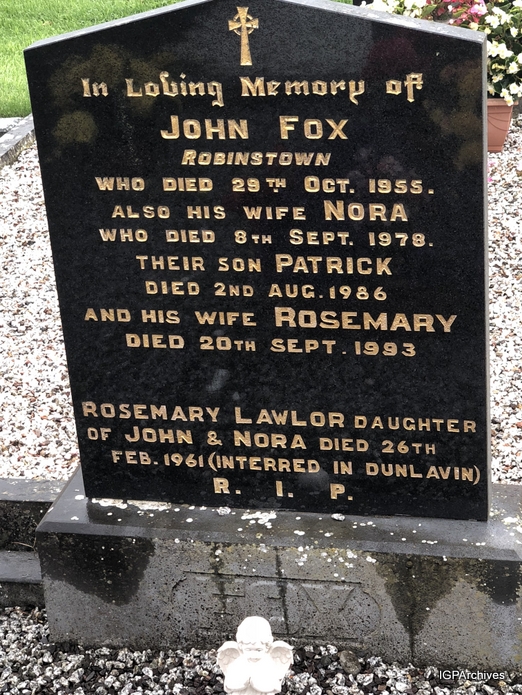 In Loving Memory of
JOHN FOX
ROBINSTOWN
WHO DIED 29TH OCT. 1955.
ALSO HIS WIFE NORA
WHO DIED 8TH SEPT. 1978.
THEIR SON PATRICK
DIED 2ND AUG. 1986
AND HIS WIFE ROSEMARY
DIED 20TH SEPT. 1993
ROSEMARY LAWLOR DAUGHTER
OF JOHN & NORA DIED 26TH
FEB. 1961 (INTERRED IN DUNLAVIN)
R. I. P.
FOX
IGPArchives